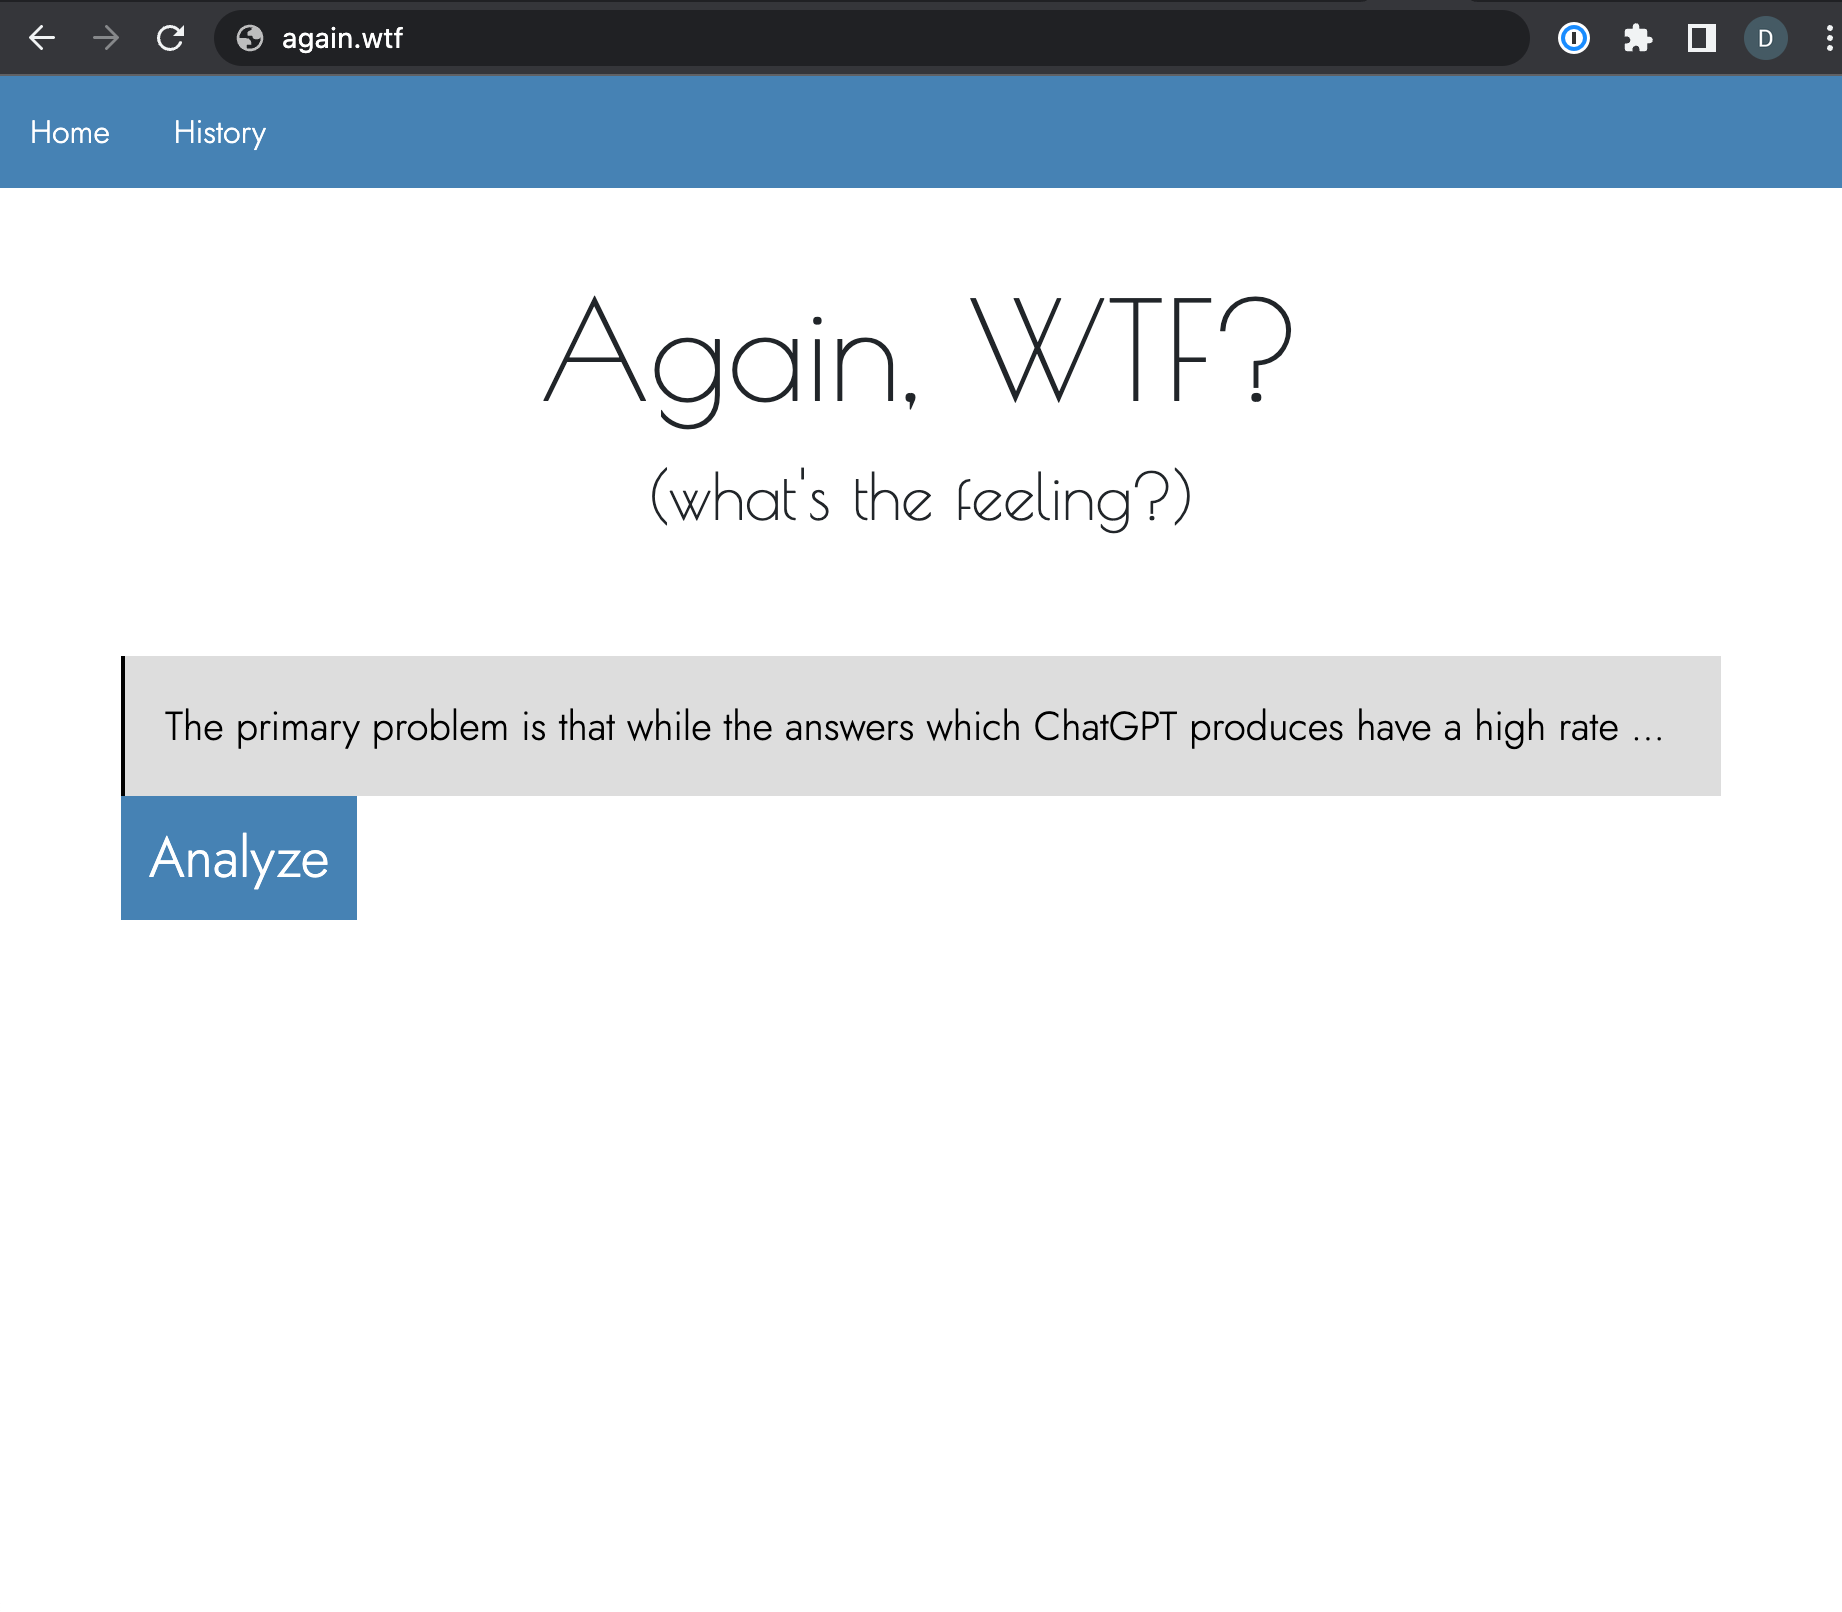 again.wtf
D
Home History
Again, WTF?
(what's the feeling?)
The primary problem is that while the answers which ChatGPT produces have a high rate ...
Analyze